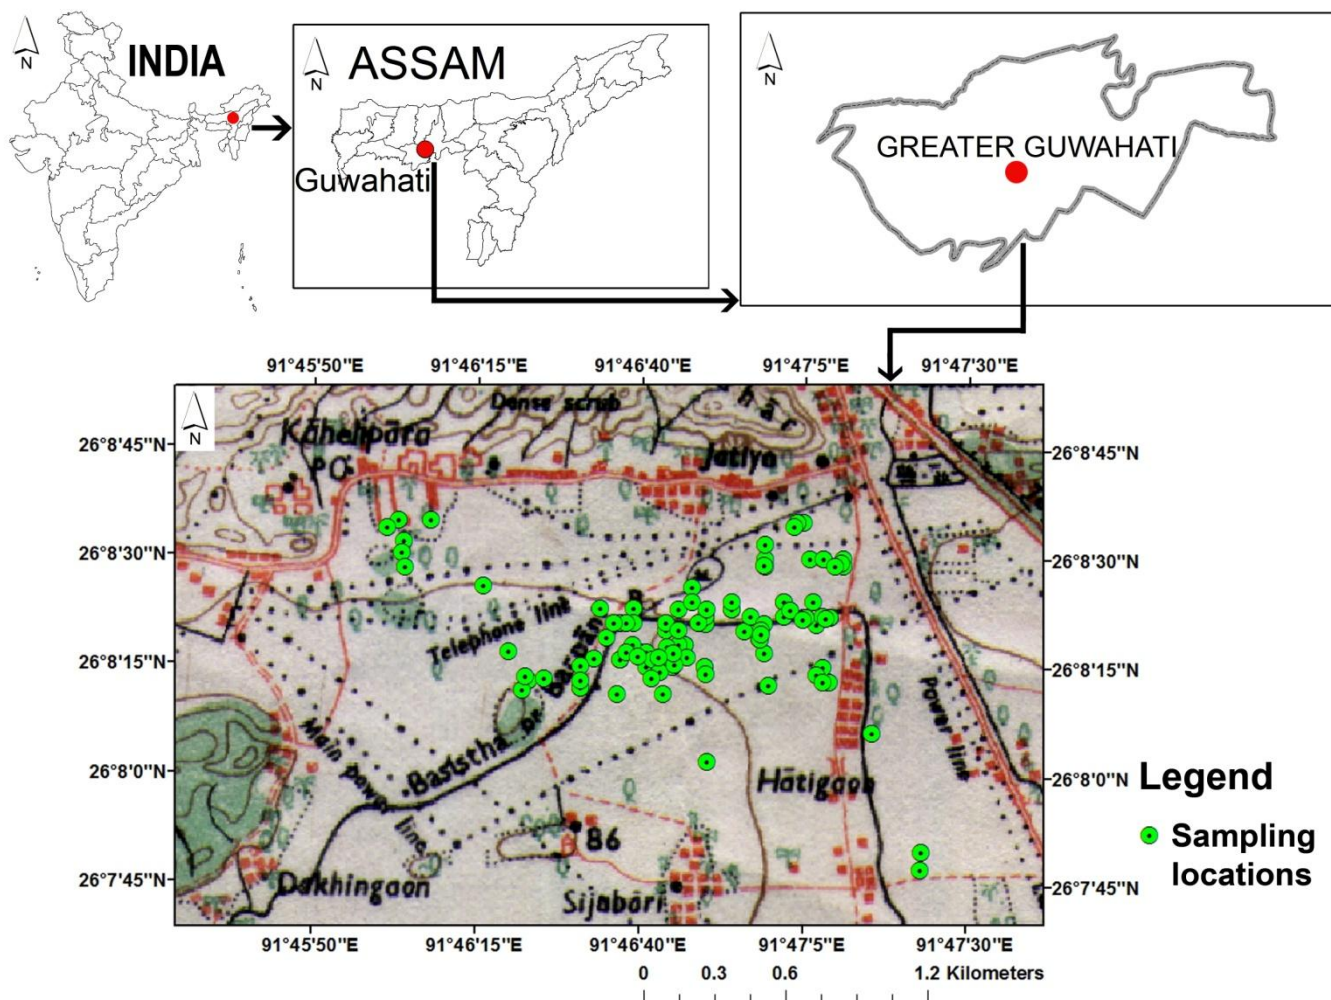 N
INDIA
N
ASSAM
Guwahati
N
GREATER GUWAHATI
91°45'50"E 91°46'15"E 91°46'40"E 91°47'5"E 91°47'30"E
N
Dense scrub
26°8'45"N
Kāhelipāra
Jatiya
26°8'45"N
26°8'30"N
26°8'30"N
Telephone line
26°8'15"N
26°8'15"N
Main power line
Basistha
Power line
26°8'0"N
Hātigaon
26°8'0"N
86
26°7'45"N
Dakhingaon
Sijubāri
26°7'45"N
91°45'50"E 91°46'15"E 91°46'40"E 91°47'5"E 91°47'30"E
Legend
Sampling
locations
0 0.3 0.6 1.2 Kilometers